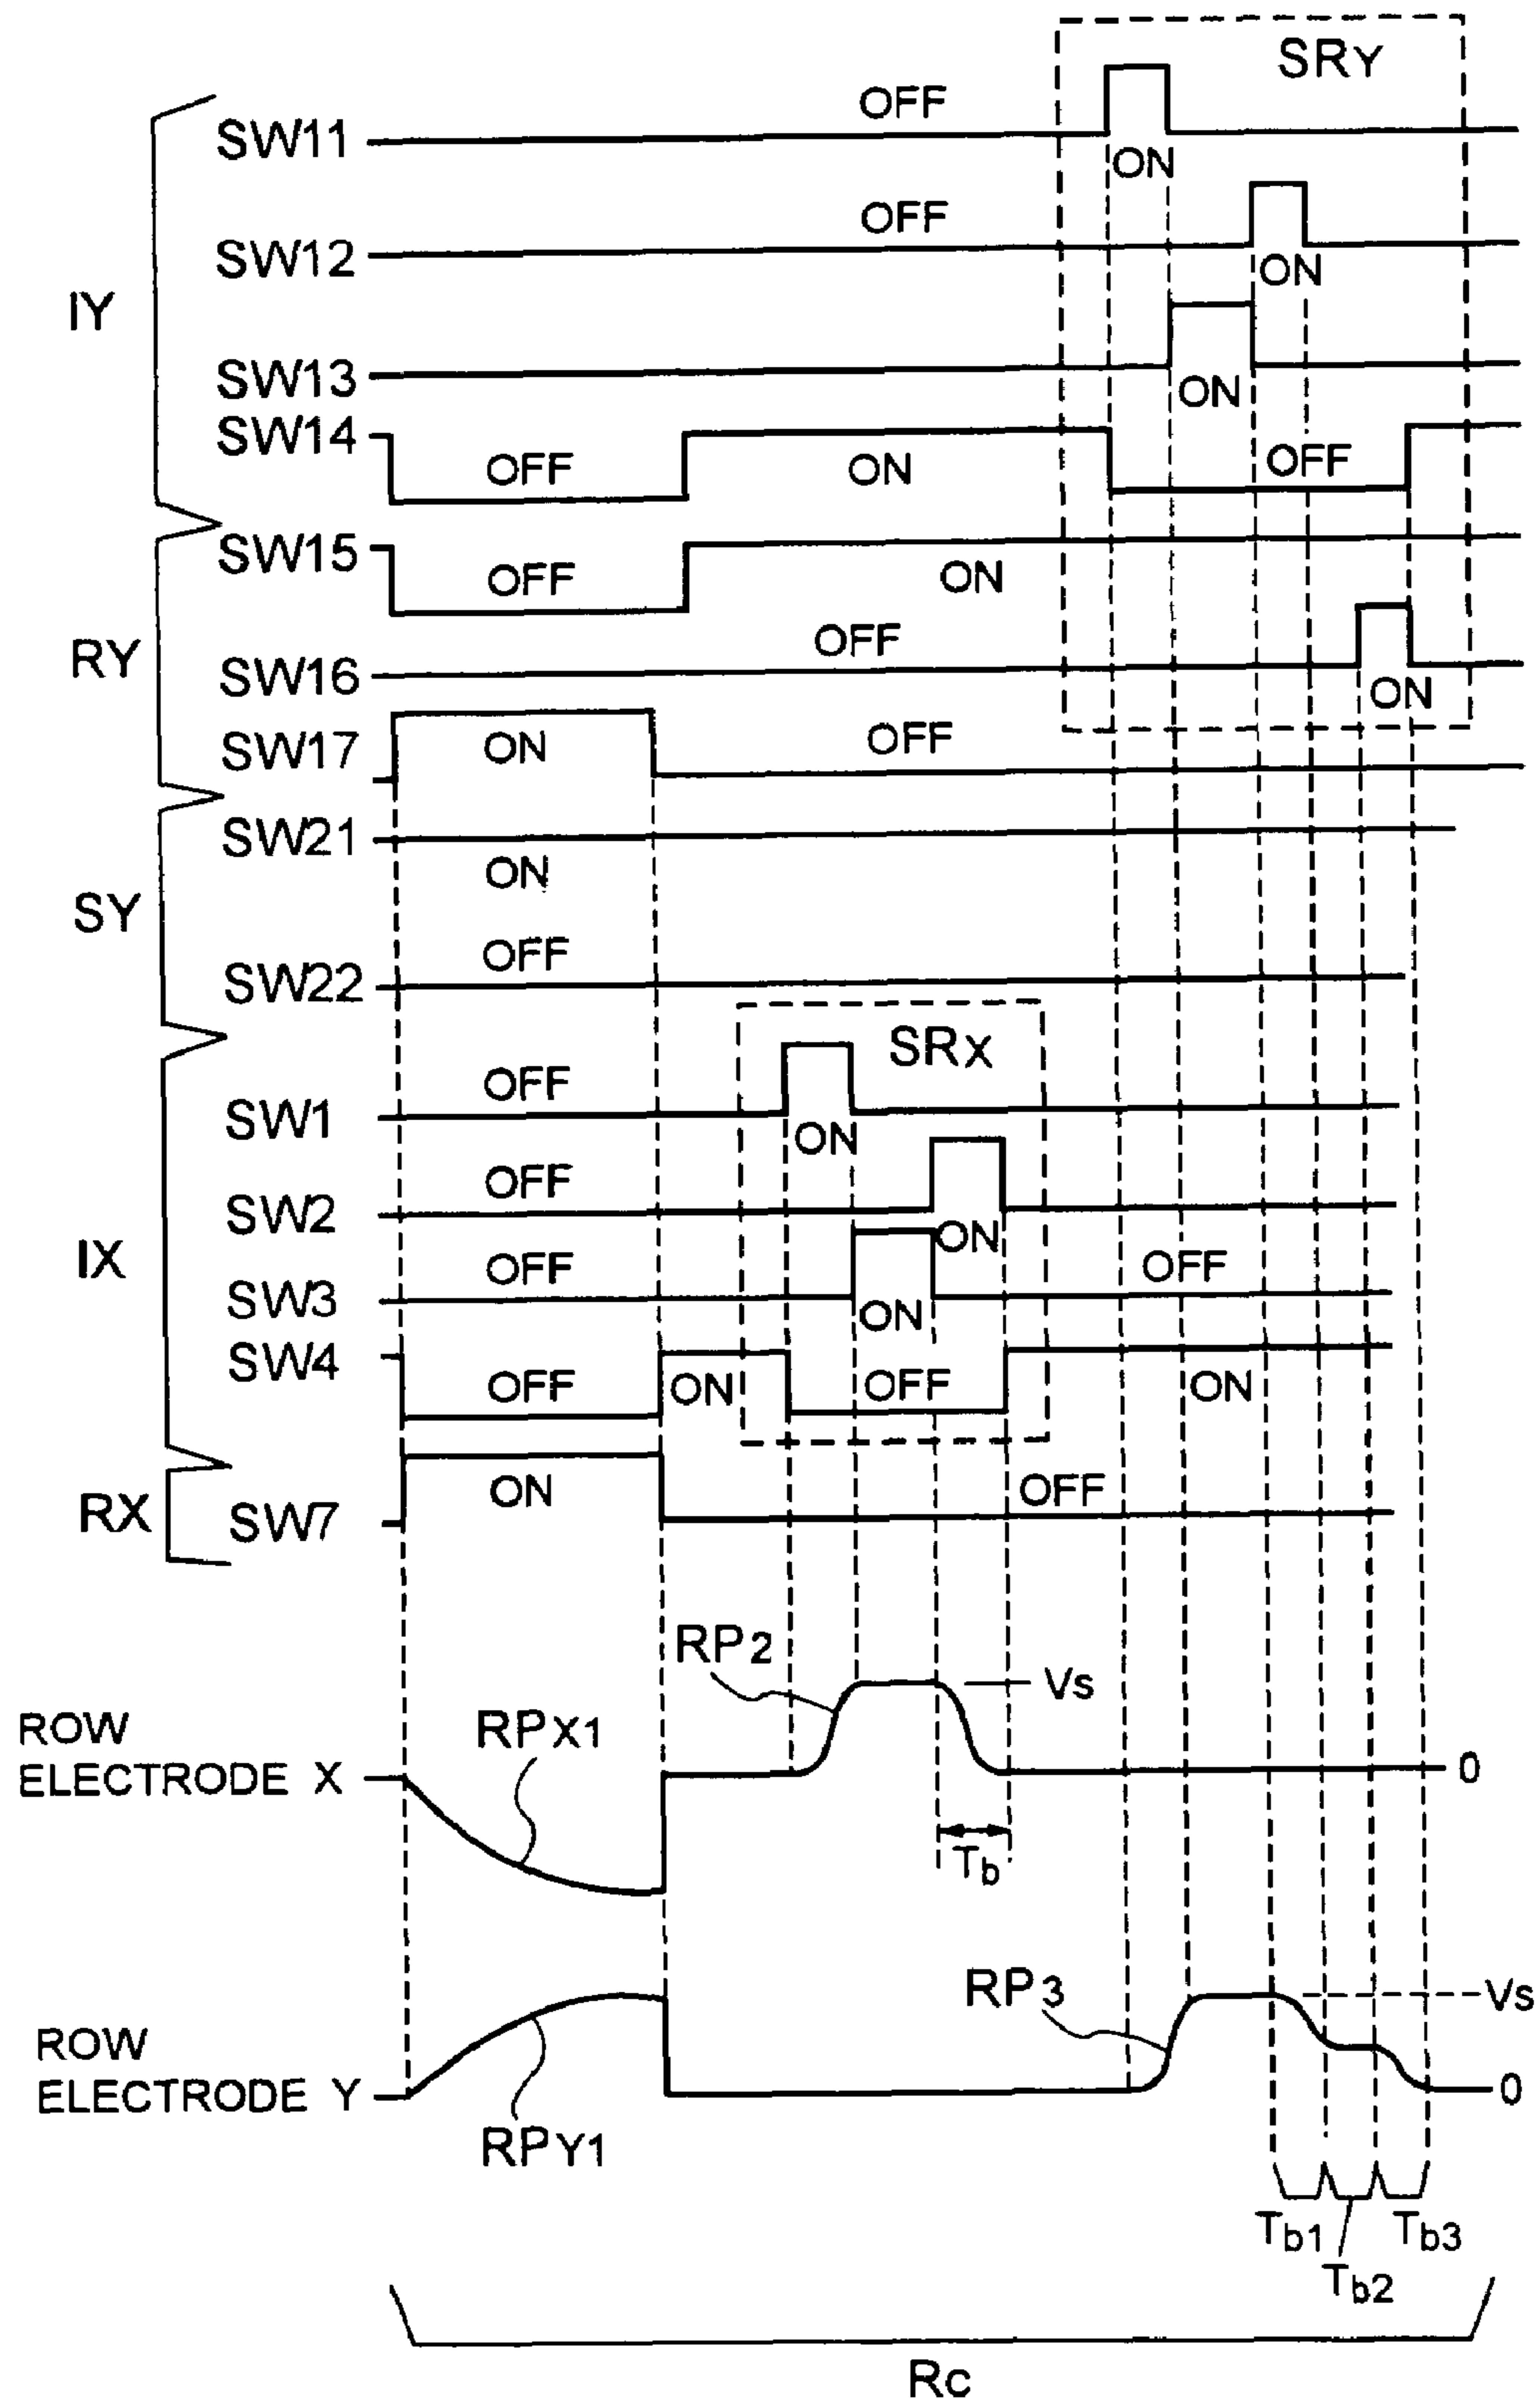 SRY
OFF
SW11
ON
OFF
SW12
ON
IY
SW13
ON
SW14
OFF
ON
OFF
SW15
OFF
ON
RY
OFF
SW16
ON
SW17
ON
OFF
SW21
ON
SY
OFF
SW22
SRX
OFF
SW1
ON
OFF
SW2
ON
IX
OFF
OFF
SW3
ON
SW4
OFF
ON
OFF
ON
RX
SW7
ON
OFF
RP2
Vs
ROW
ELECTRODE X
RPX1
0
Tb
RP3
Vs
ROW
ELECTRODE Y
0
RPY1
Tb1
Tb3
Tb2
Rc